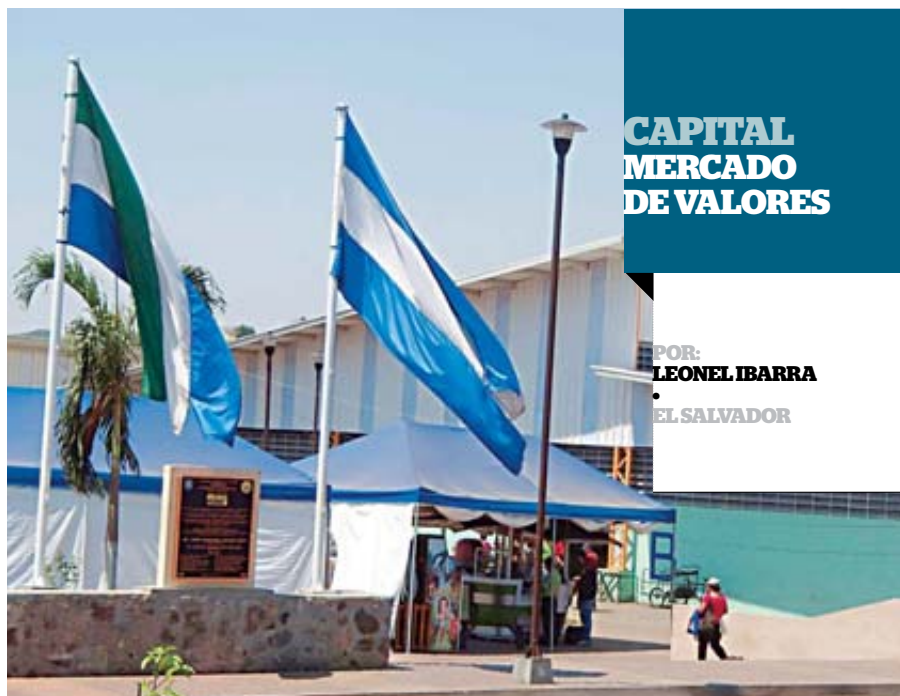 CAPITAL
MERCADO
DE VALORES
POR:
LEONEL IBARRA
•
EL SALVADOR